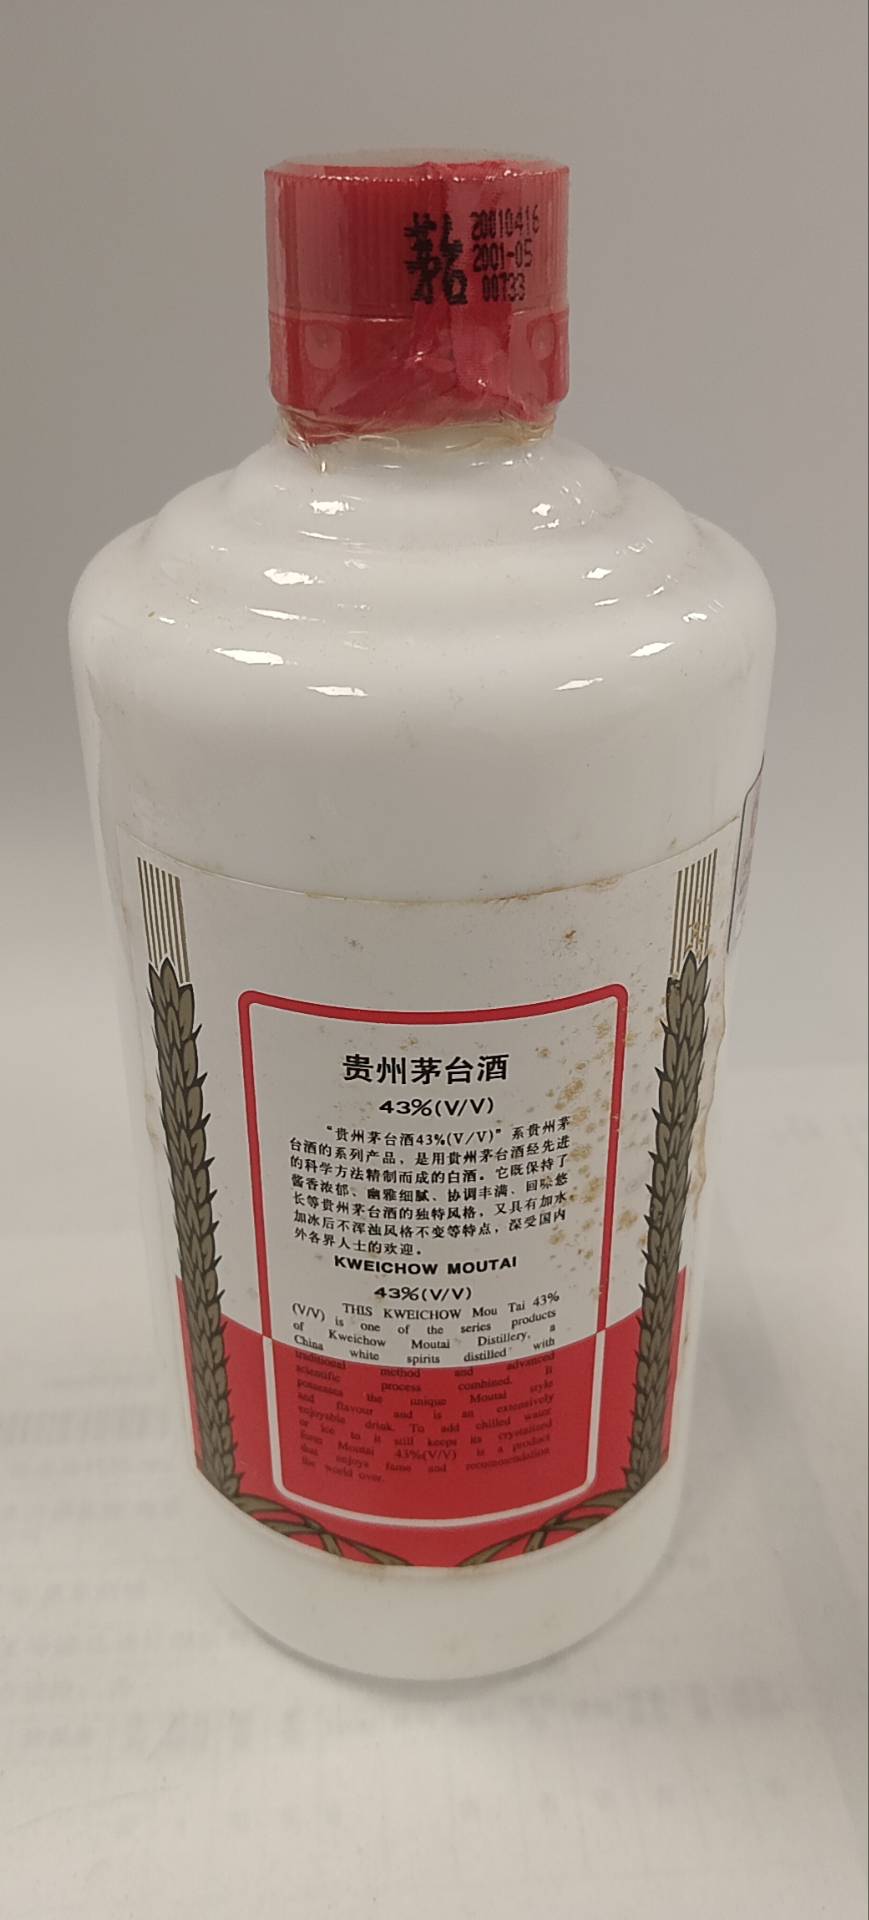 茅台
20010416
2001-05
00733
贵州茅台酒
43%(V/V)
“贵州茅台酒43%(V/V)”系贵州茅
台酒的系列产品，是用贵州茅台酒经先进
的科学方法精制而成的白酒。它既保持了
酱香浓郁、幽雅细腻、协调丰满、回味悠
长等贵州茅台酒的独特风格，又具有加水、
加冰后不浑浊风格不变等特点，深受国内
外各界人士的欢迎。
KWEICHOW MOUTAI
43%(V/V)
THIS KWEICHOW Mou Tai 43%
(V/V) is one of the series products
of Kweichow Moutai Distillery, a
China white spirits distilled with
traditional method and advanced
scientific process combined. It
possesses the unique Moutai style
and flavour and is an extensively
enjoyable drink. To add chilled water
or ice to it still keeps its crystalized
form Moutai 43%(V/V) is a product
that enjoys fame and recommendation
the world over.